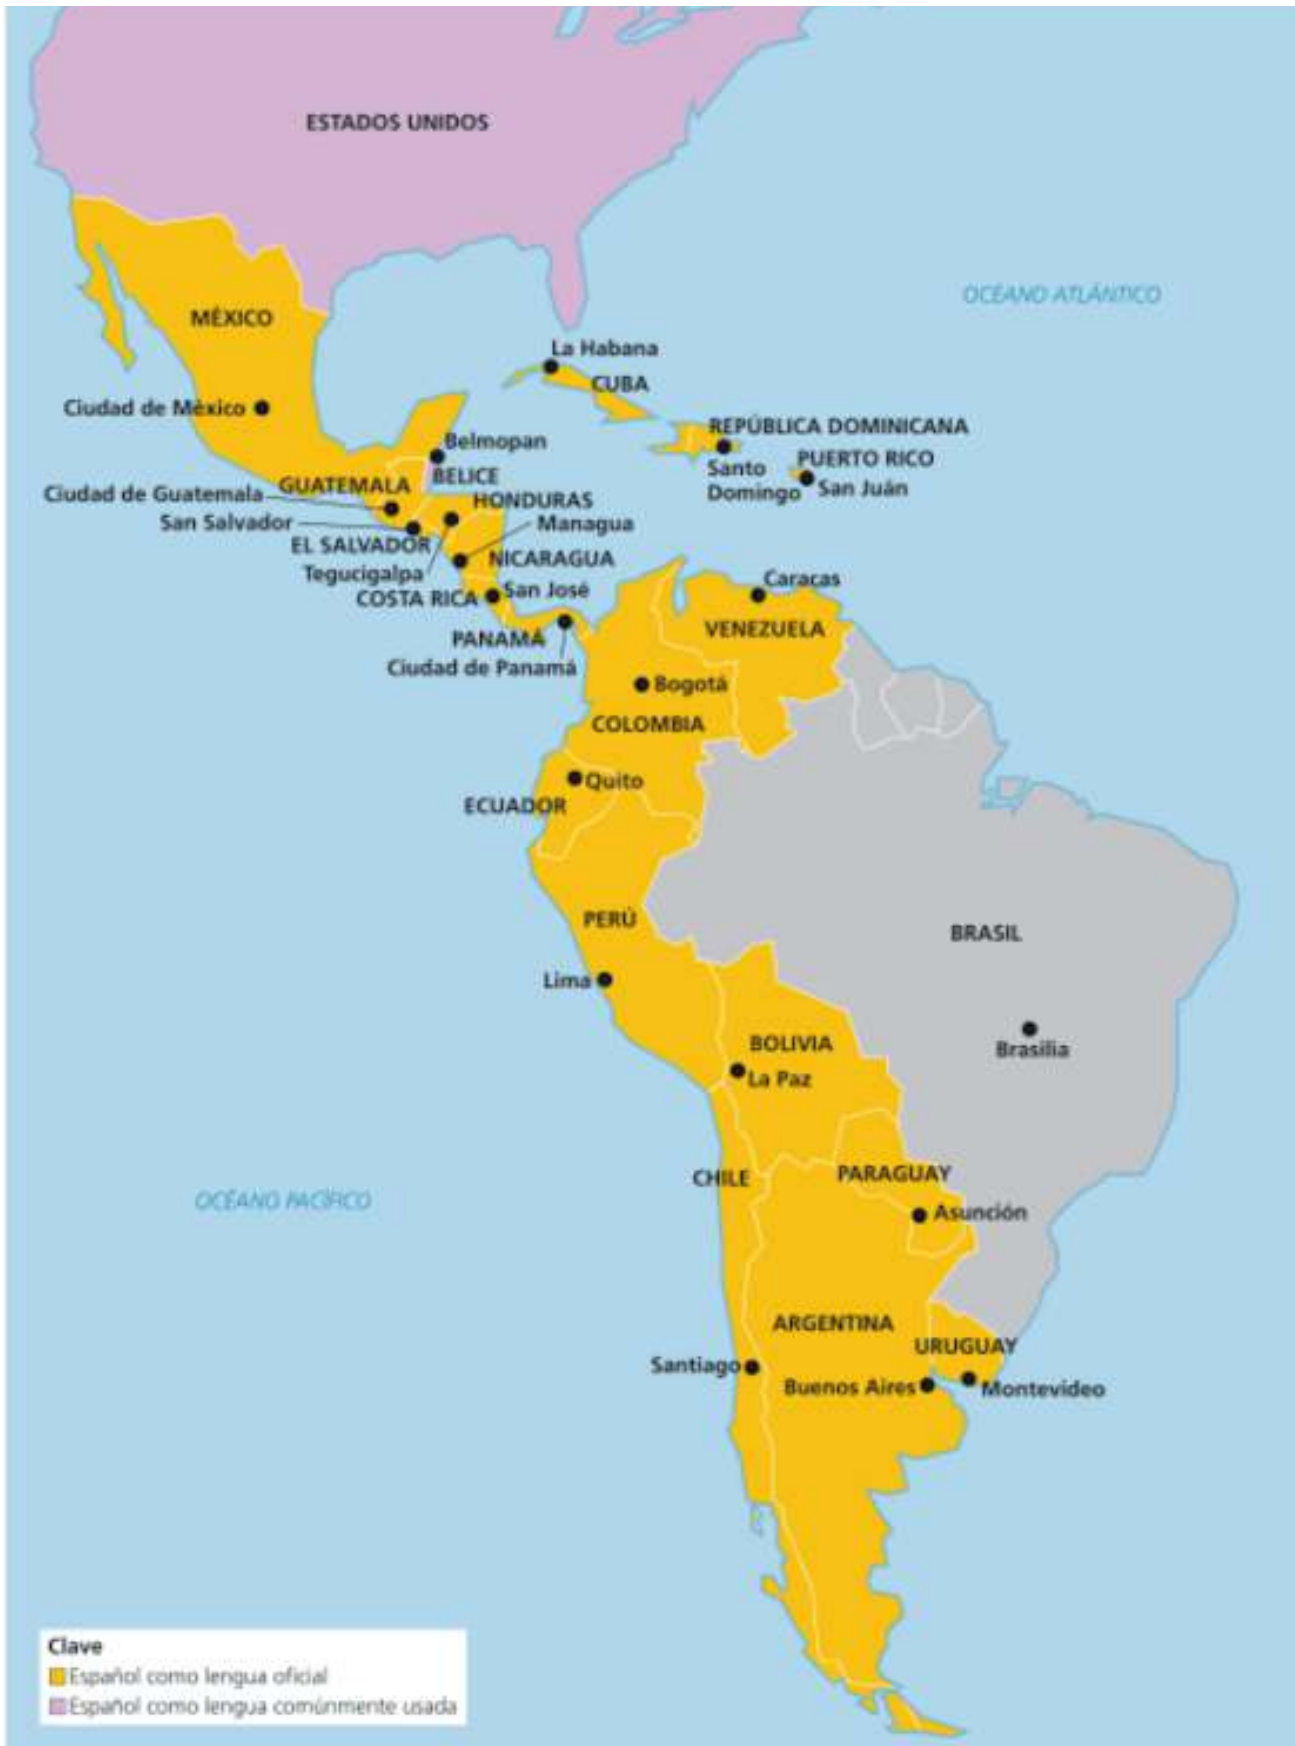 ESTADOS UNIDOS
OCÉANO ATLÁNTICO
MÉXICO
La Habana
CUBA
Ciudad de México
REPÚBLICA DOMINICANA
Belmopan
PUERTO RICO
Santo
Domingo
San Juán
BELICE
GUATEMALA
Ciudad de Guatemala
HONDURAS
San Salvador
Managua
EL SALVADOR
NICARAGUA
Tegucigalpa
Caracas
San José
COSTA RICA
VENEZUELA
PANAMÁ
Ciudad de Panamá
Bogotá
COLOMBIA
Quito
ECUADOR
PERÚ
BRASIL
Lima
BOLIVIA
Brasilia
La Paz
PARAGUAY
CHILE
OCÉANO PACÍFICO
Asunción
ARGENTINA
URUGUAY
Santiago
Buenos Aires
Montevideo
Clave
Español como lengua oficial
Español como lengua comúnmente usada